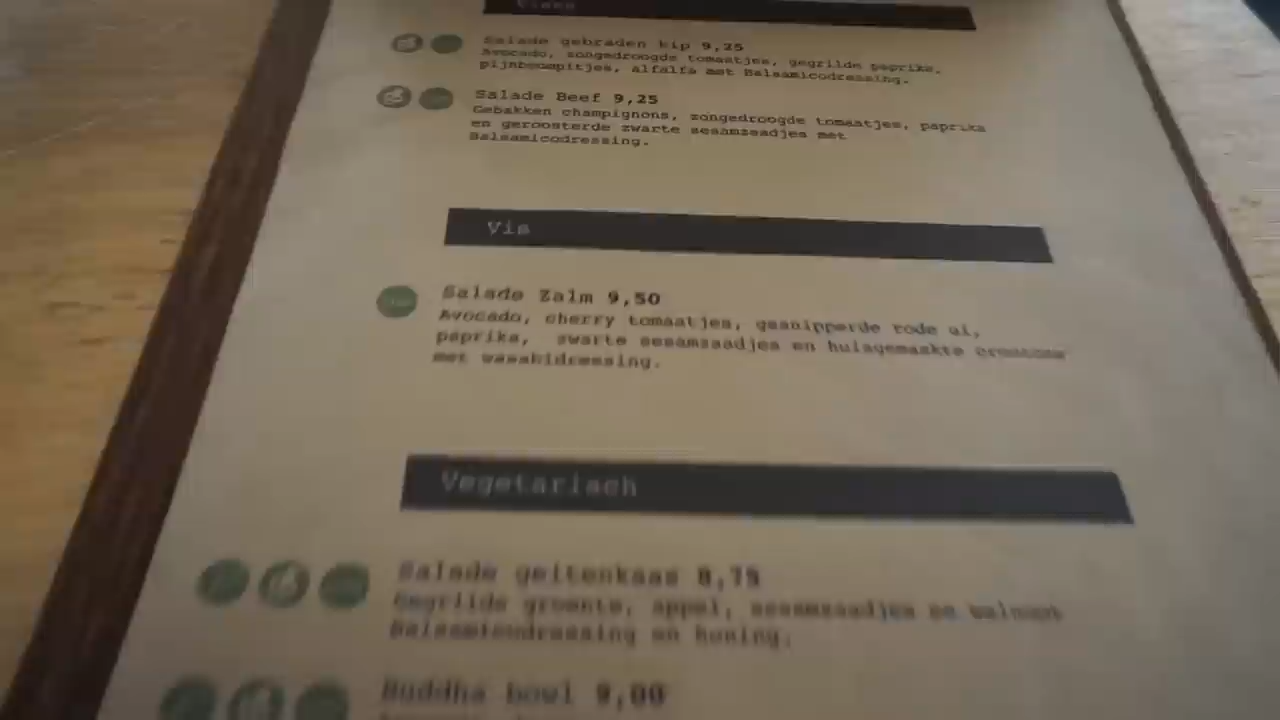 Vlees
Salade gebraden kip 9,25
Avocado, zongedroogde tomaatjes, gegrilde paprika,
pijnboompitjes, alfalfa met Balsamicodressing.
Salade Beef 9,25
Gebakken champignons, zongedroogde tomaatjes, paprika
en geroosterde zwarte sesamzaadjes met
Balsamicodressing.
Vis
Salade Zalm 9,50
Avocado, cherry tomaatjes, gesnipperde rode ui,
paprika, zwarte sesamzaadjes en huisgemaakte croutons
met wasabidressing.
Vegetarisch
Salade geitenkaas 8,75
Gegrilde groente, appel, sesamzaadjes en walnoot
Balsamicodressing en honing.
Buddha bowl 9,00